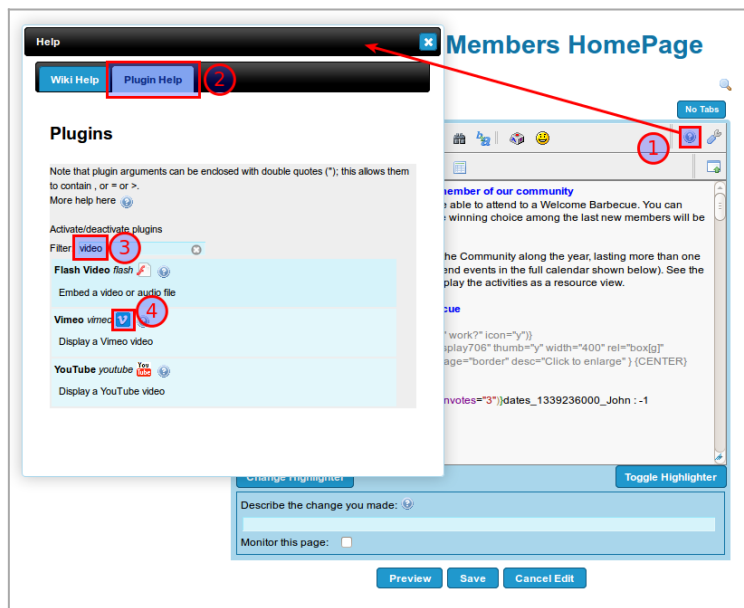 Help
Members HomePage
Wiki Help
Plugin Help
2
No Tabs
1
Plugins
Note that plugin arguments can be enclosed with double quotes ("); this allows them
to contain , or = or >.
More help here
Activate/deactivate plugins
Filter: video
3
Flash Video flash
Embed a video or audio file
4
Vimeo vimeo
Display a Vimeo video
YouTube youtube
You
Tube
Display a YouTube video
member of our community
able to attend to a Welcome Barbecue. You can
winning choice among the last new members will be
he Community along the year, lasting more than one
end events in the full calendar shown below). See the
play the activities as a resource view.
cue
" work?" icon="y")}
splay706" thumb="y" width="400" rel="box[g]"
age="border" desc="Click to enlarge" } {CENTER}
nvotes="3")}dates_1339236000_John : -1
Change Highlighter
Toggle Highlighter
Describe the change you made:
Monitor this page:
Preview
Save
Cancel Edit